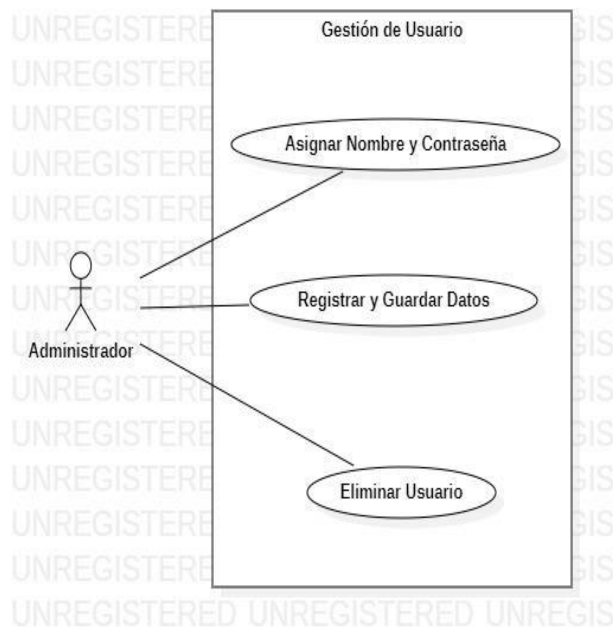 Gestión de Usuario
Asignar Nombre y Contraseña
Registrar y Guardar Datos
Administrador
Eliminar Usuario
UNREGISTERED UNREGISTERED UNREGIS